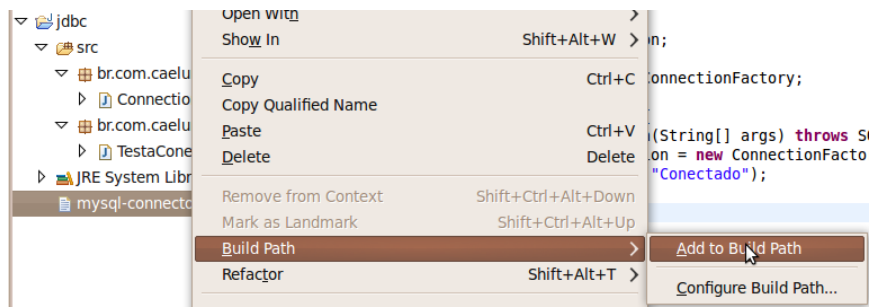 jdbc
src
br.com.caelu
Connectio
br.com.caelu
TestaCone
JRE System Libr
mysql-connecto
Open With
Show In Shift+Alt+W
Copy Ctrl+C
Copy Qualified Name
Paste Ctrl+V
Delete Delete
Remove from Context Shift+Ctrl+Alt+Down
Mark as Landmark Shift+Ctrl+Alt+Up
Build Path
Refactor Shift+Alt+T
Add to Build Path
Configure Build Path...
on;
ConnectionFactory;
(String[] args) throws SQ
ion = new ConnectionFacto
"Conectado");